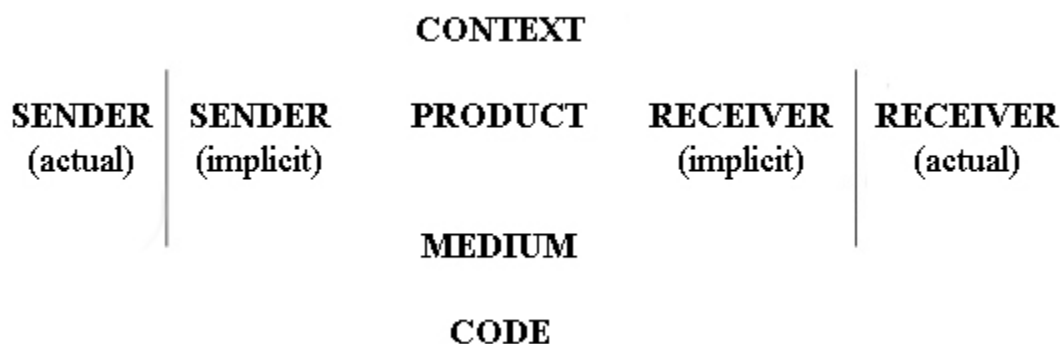 CONTEXT
SENDER SENDER PRODUCT RECEIVER RECEIVER
(actual) (implicit) (implicit) (actual)
MEDIUM
CODE